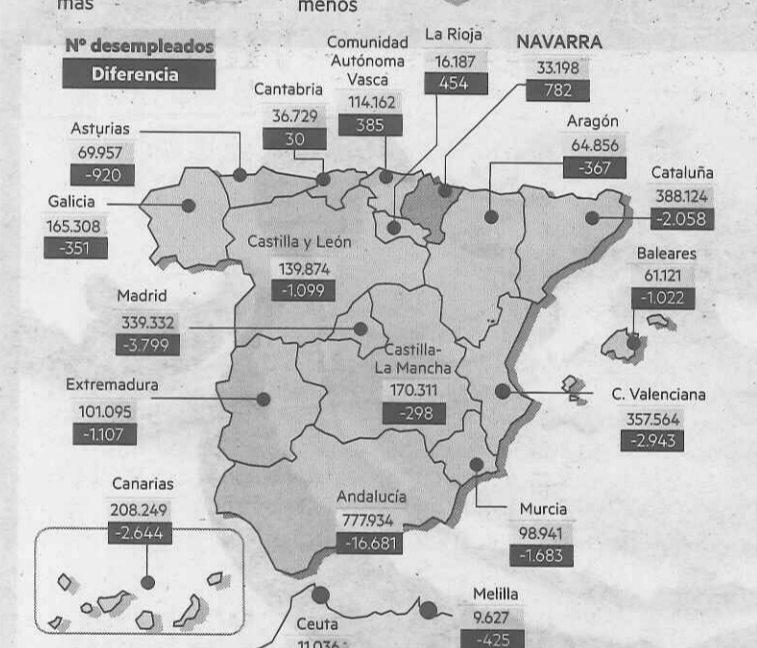 más
menos
Nº desempleados
Diferencia
Comunidad
Autónoma
Vasca
114.162
385
La Rioja
16.187
454
NAVARRA
33.198
782
Cantabria
36.729
30
Asturias
69.957
-920
Aragón
64.856
-367
Cataluña
388.124
-2.058
Galicia
165.308
-351
Castilla y León
139.874
-1.099
Baleares
61.121
-1.022
Madrid
339.332
-3.799
Castilla-
La Mancha
170.311
-298
Extremadura
101.095
-1.107
C. Valenciana
357.564
-2.943
Canarias
208.249
-2.644
Andalucía
777.934
-16.681
Murcia
98.941
-1.683
Melilla
9.627
-425
Ceuta
11.036